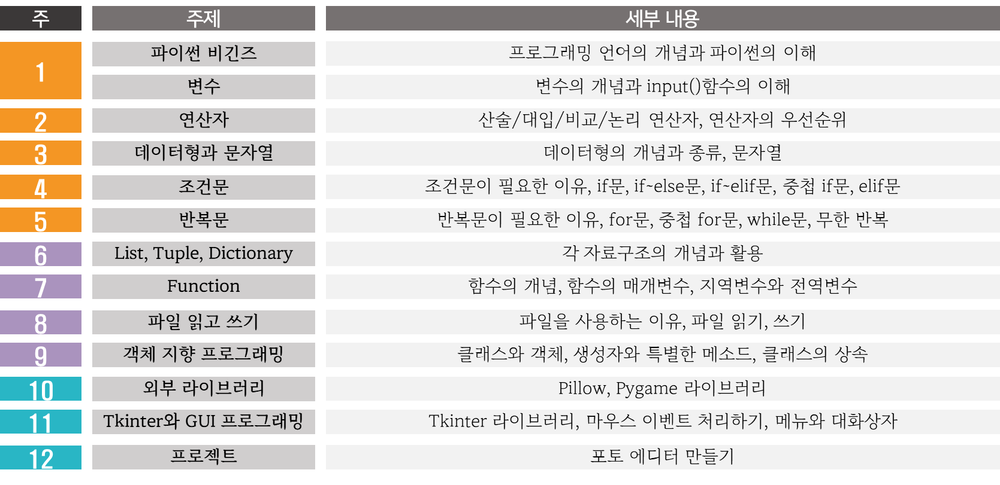 주 주제 세부 내용
1 파이썬 비긴즈 프로그래밍 언어의 개념과 파이썬의 이해
변수 변수의 개념과 input()함수의 이해
2 연산자 산술/대입/비교/논리 연산자, 연산자의 우선순위
3 데이터형과 문자열 데이터형의 개념과 종류, 문자열
4 조건문 조건문이 필요한 이유, if문, if~else문, if~elif문, 중첩 if문, elif문
5 반복문 반복문이 필요한 이유, for문, 중첩 for문, while문, 무한 반복
6 List, Tuple, Dictionary 각 자료구조의 개념과 활용
7 Function 함수의 개념, 함수의 매개변수, 지역변수와 전역변수
8 파일 읽고 쓰기 파일을 사용하는 이유, 파일 읽기, 쓰기
9 객체 지향 프로그래밍 클래스와 객체, 생성자와 특별한 메소드, 클래스의 상속
10 외부 라이브러리 Pillow, Pygame 라이브러리
11 Tkinter와 GUI 프로그래밍 Tkinter 라이브러리, 마우스 이벤트 처리하기, 메뉴와 대화상자
12 프로젝트 포토 에디터 만들기